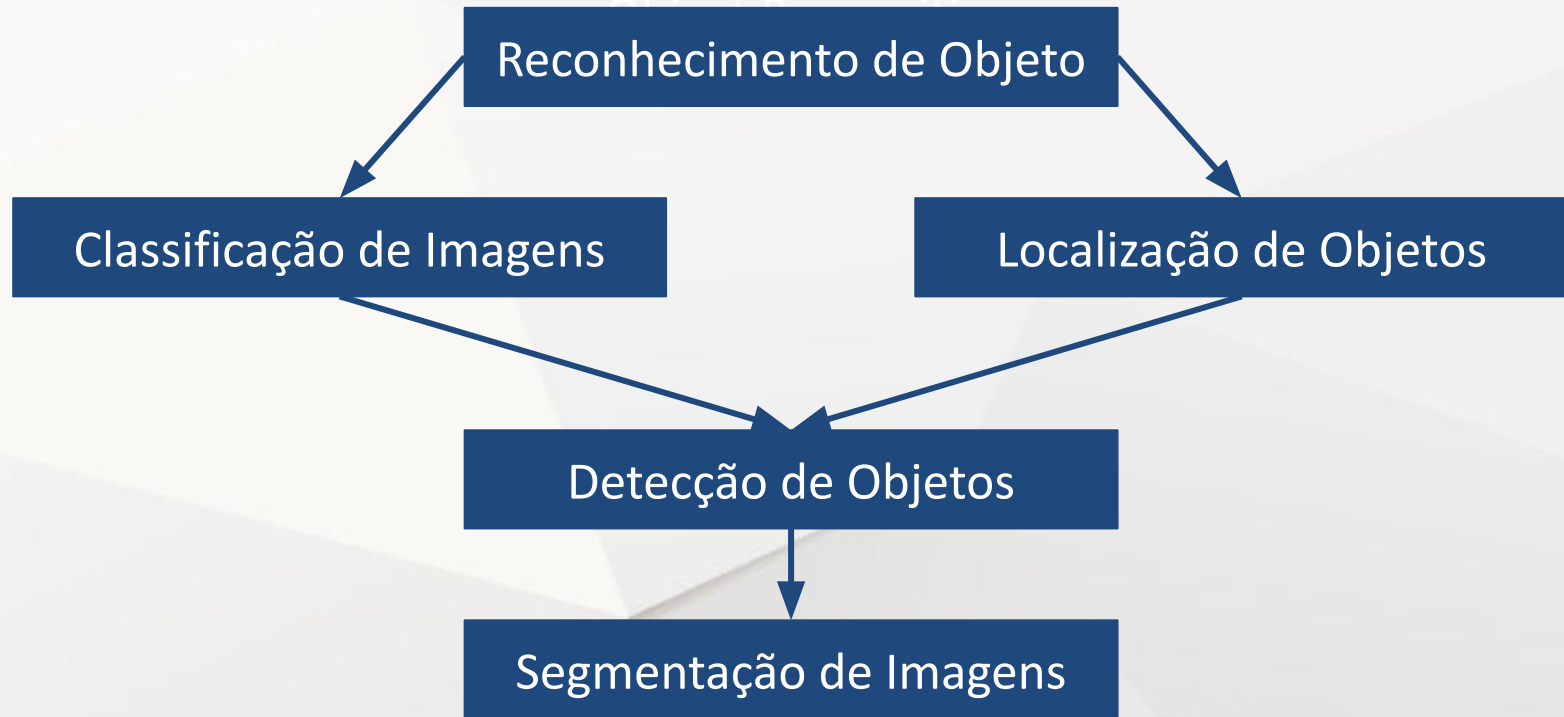 Reconhecimento de Objeto
Classificação de Imagens
Localização de Objetos
Detecção de Objetos
Segmentação de Imagens